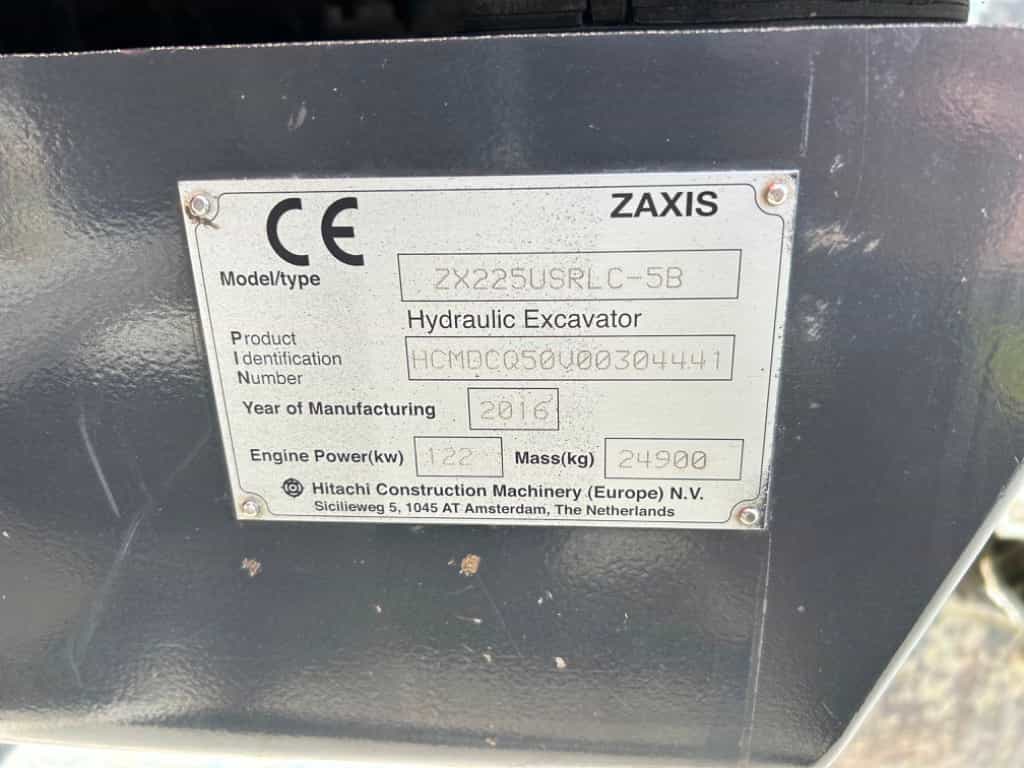 CE ZAXIS
Model/type ZX225USRLC-5B
Hydraulic Excavator
Product
Identification HCMDCQ50V00304441
Number
Year of Manufacturing 2016
Engine Power(kw) 122 Mass(kg) 24900
Hitachi Construction Machinery (Europe) N.V.
Sicilieweg 5, 1045 AT Amsterdam, The Netherlands